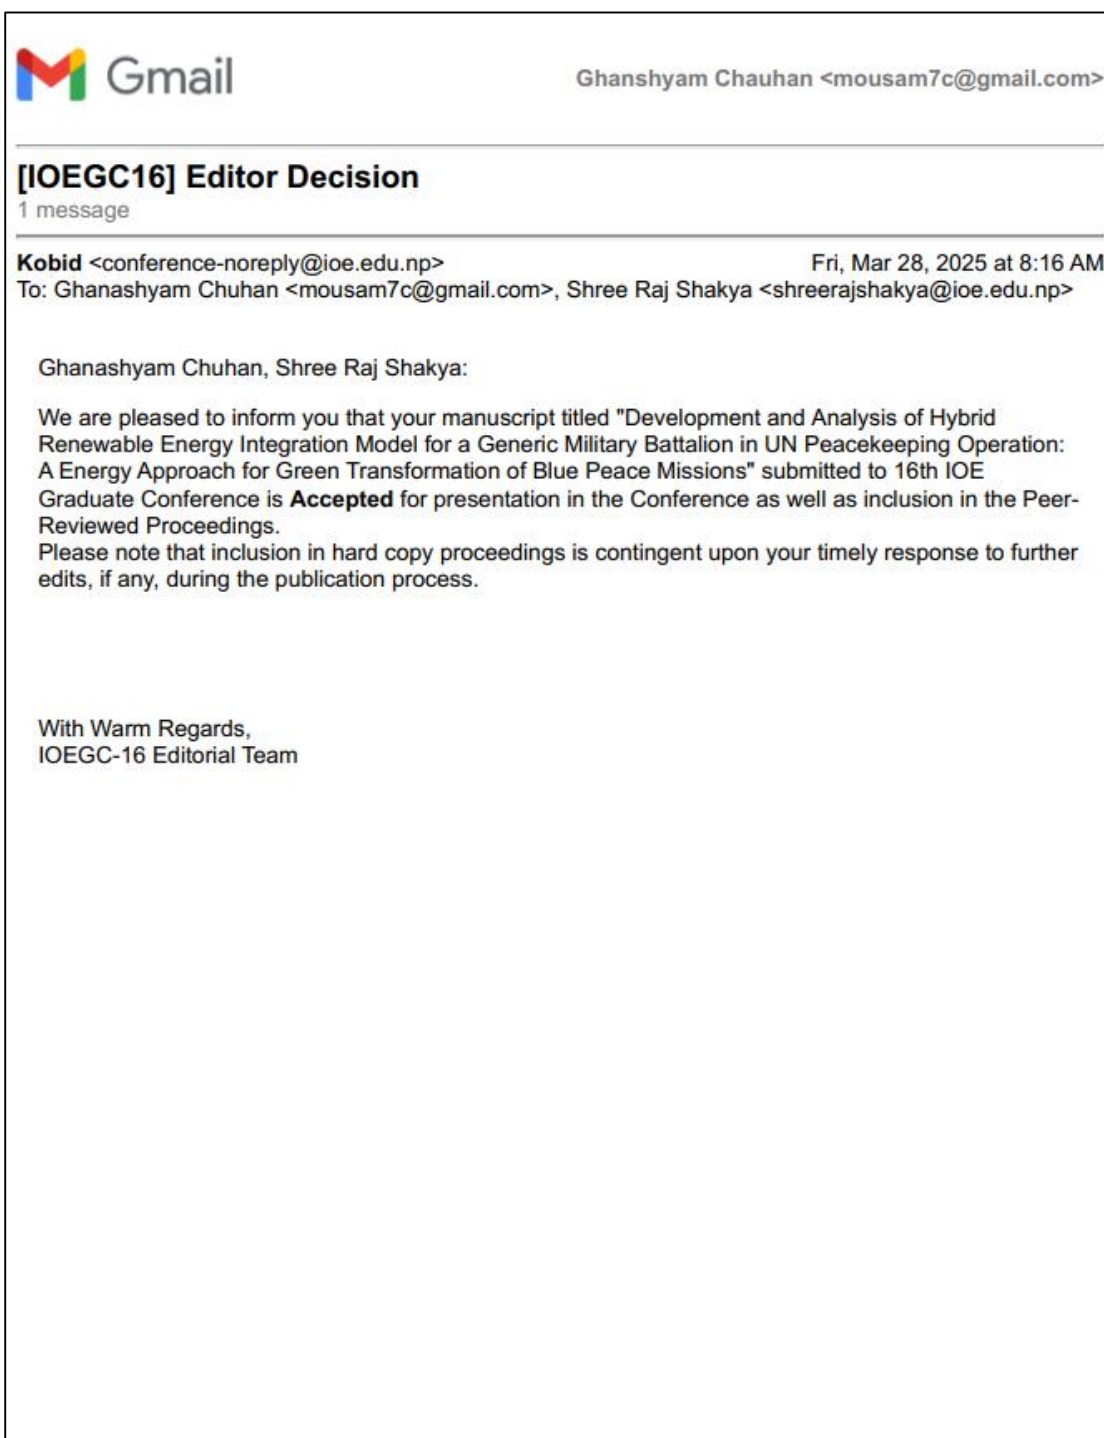 Gmail
Ghanshyam Chauhan <mousam7c@gmail.com>
[IOEGC16] Editor Decision
1 message
Kobid <conference-noreply@ioe.edu.np> Fri, Mar 28, 2025 at 8:16 AM
To: Ghanashyam Chuhan <mousam7c@gmail.com>, Shree Raj Shakya <shreerajshakya@ioe.edu.np>
Ghanashyam Chuhan, Shree Raj Shakya:
We are pleased to inform you that your manuscript titled "Development and Analysis of Hybrid
Renewable Energy Integration Model for a Generic Military Battalion in UN Peacekeeping Operation:
A Energy Approach for Green Transformation of Blue Peace Missions" submitted to 16th IOE
Graduate Conference is Accepted for presentation in the Conference as well as inclusion in the Peer-
Reviewed Proceedings.
Please note that inclusion in hard copy proceedings is contingent upon your timely response to further
edits, if any, during the publication process.
With Warm Regards,
IOEGC-16 Editorial Team